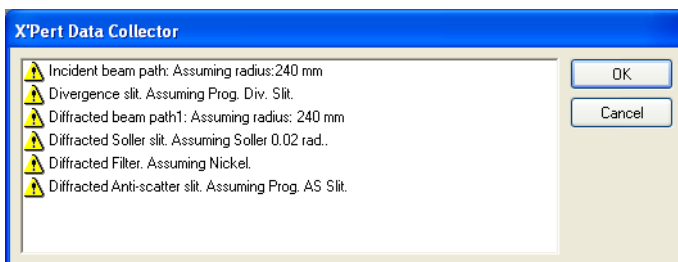 X'Pert Data Collector
Incident beam path: Assuming radius:240 mm
Divergence slit. Assuming Prog. Div. Slit.
Diffracted beam path1: Assuming radius: 240 mm
Diffracted Soller slit. Assuming Soller 0.02 rad..
Diffracted Filter. Assuming Nickel.
Diffracted Anti-scatter slit. Assuming Prog. AS Slit.
OK
Cancel